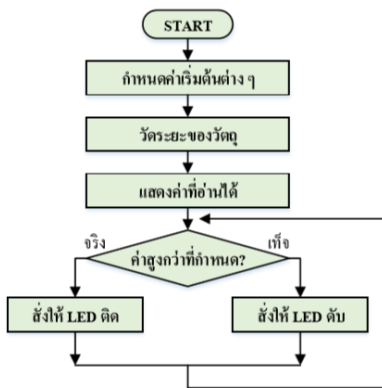 START
กำหนดค่าเริ่มต้นต่าง ๆ
วัดระยะของวัตถุ
แสดงค่าที่อ่านได้
จริง
ค่าสูงกว่าที่กำหนด?
เท็จ
สั่งให้ LED ติด
สั่งให้ LED ดับ